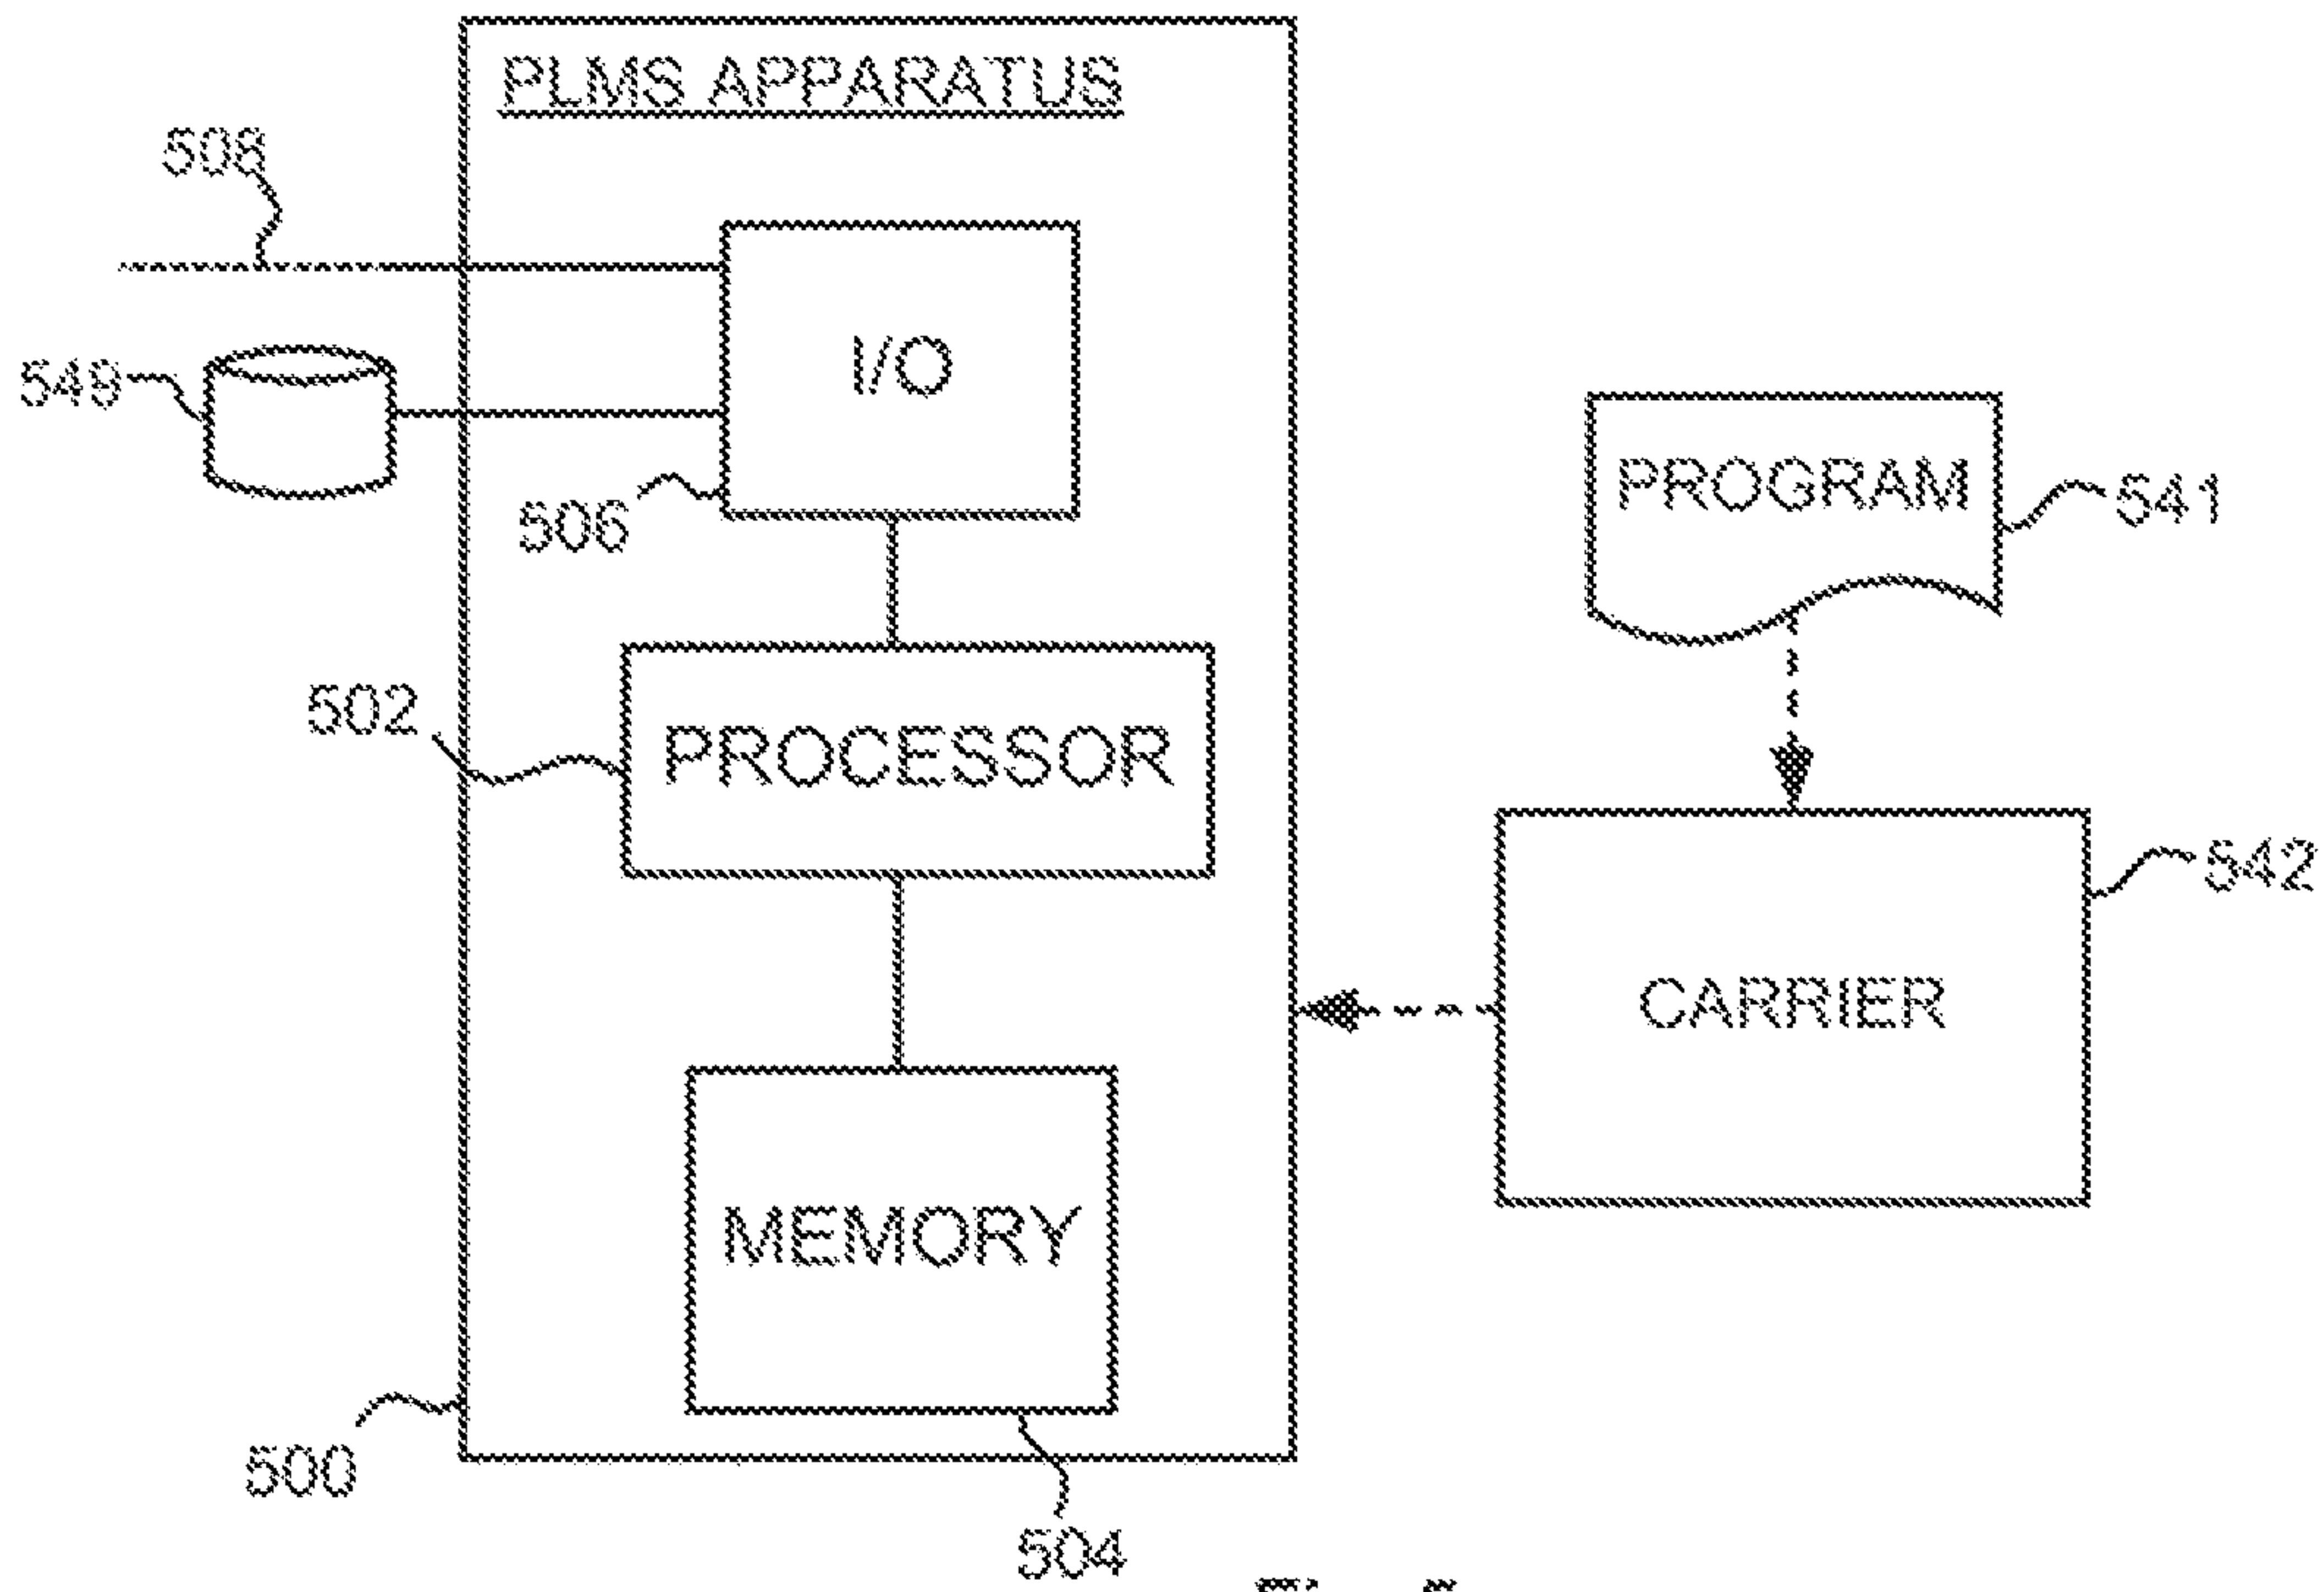 PLMS APPARATUS
508
I/O
549
506
PROGRAM
541
502
PROCESSOR
542
CARRIER
MEMORY
500
504